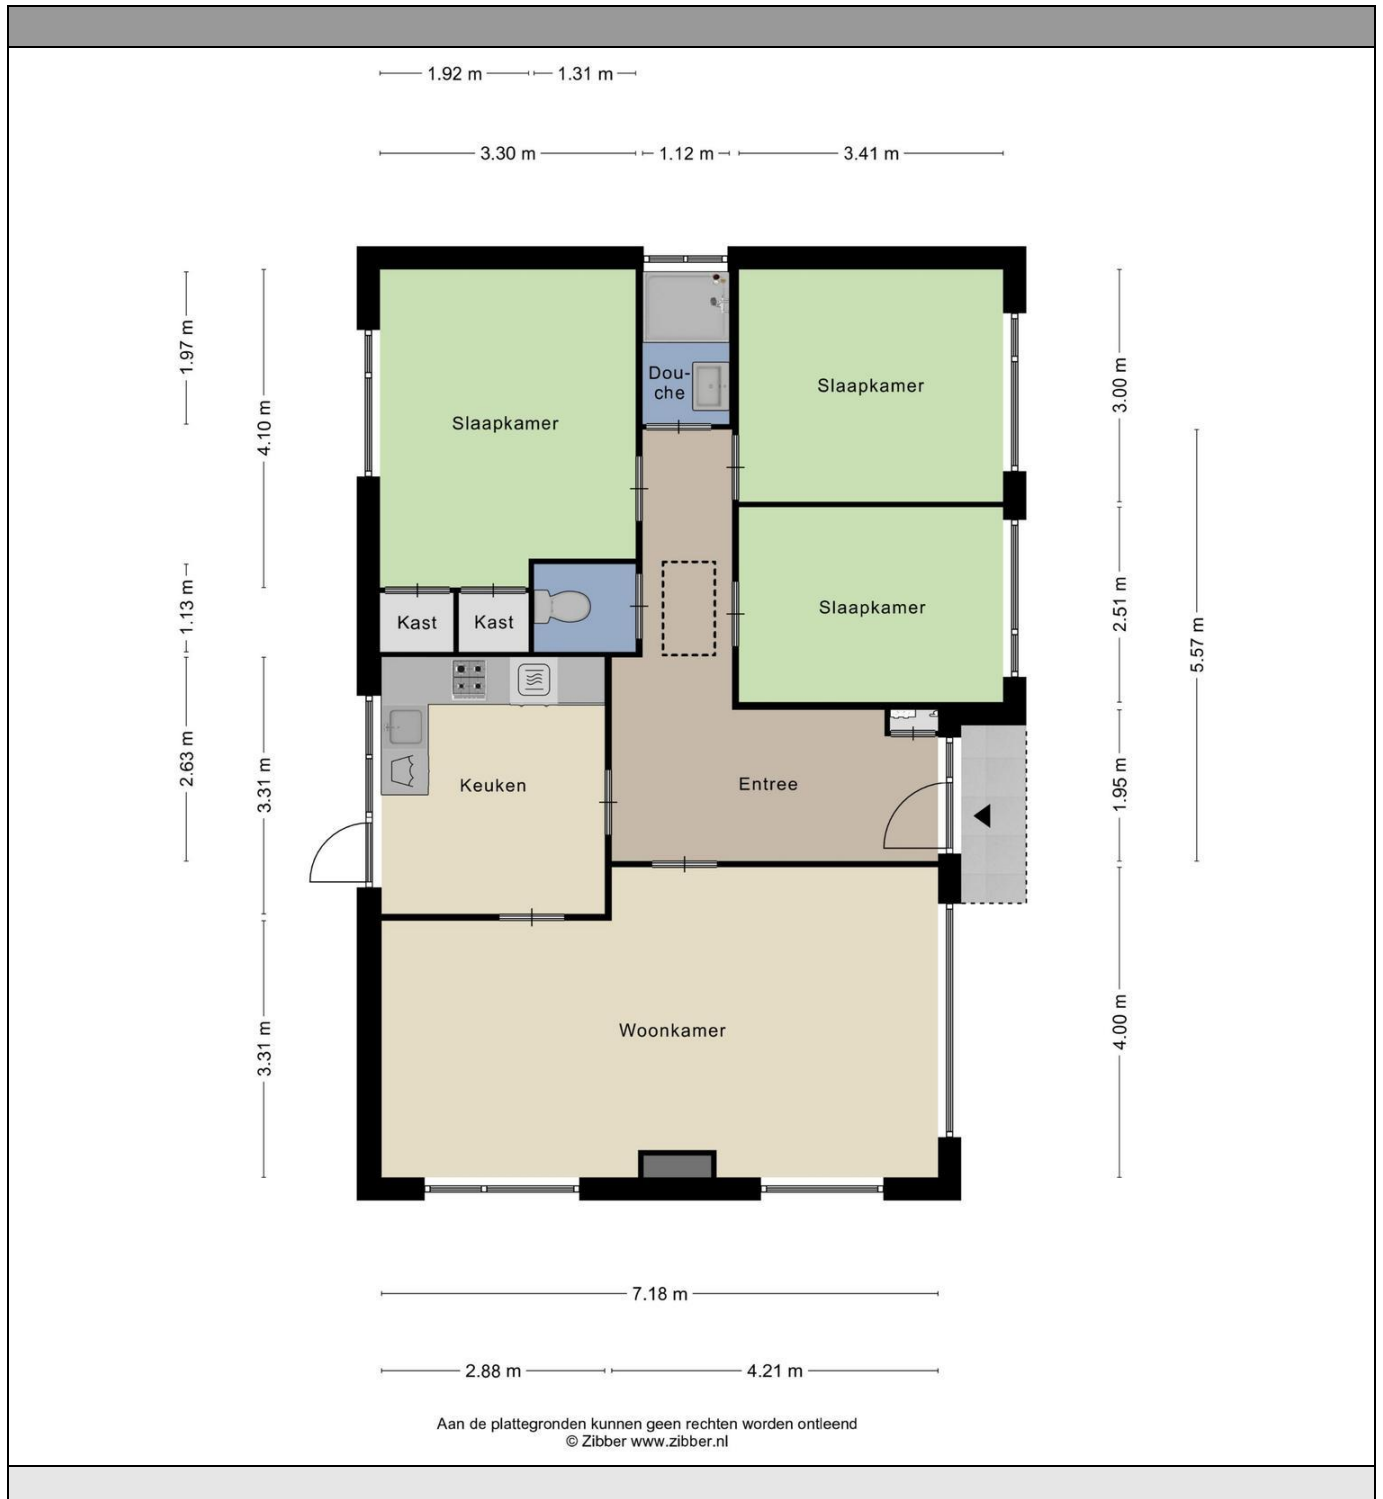 1.92 m 1.31 m
3.30 m 1.12 m 3.41 m
1.97 m
4.10 m
3.00 m
Slaapkamer
Dou-
che
Slaapkamer
1.13 m
2.51 m
5.57 m
Slaapkamer
Kast Kast
2.63 m
3.31 m
1.95 m
Keuken
Entree
3.31 m
4.00 m
Woonkamer
7.18 m
2.88 m 4.21 m
Aan de plattegronden kunnen geen rechten worden ontleend
© Zibber www.zibber.nl